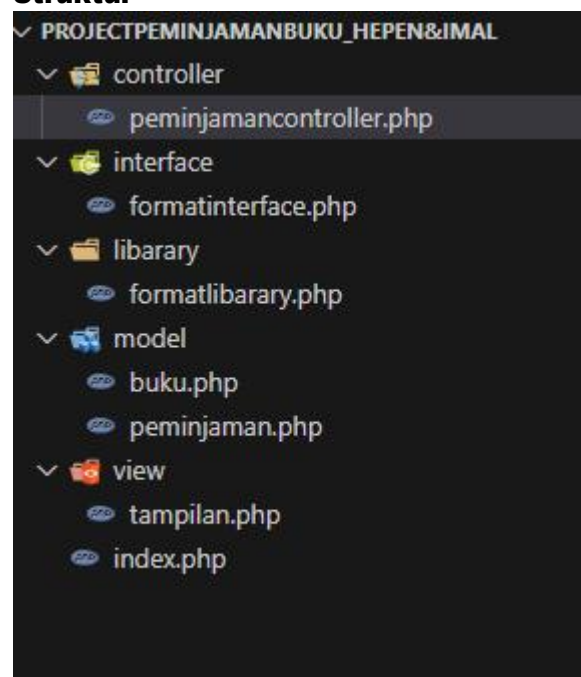 Struktur
PROJECTPEMINJAMANBUKU_HEPEN&IMAL
controller
peminjamancontroller.php
interface
formatinterface.php
libarary
formatlibarary.php
model
buku.php
peminjaman.php
view
tampilan.php
index.php